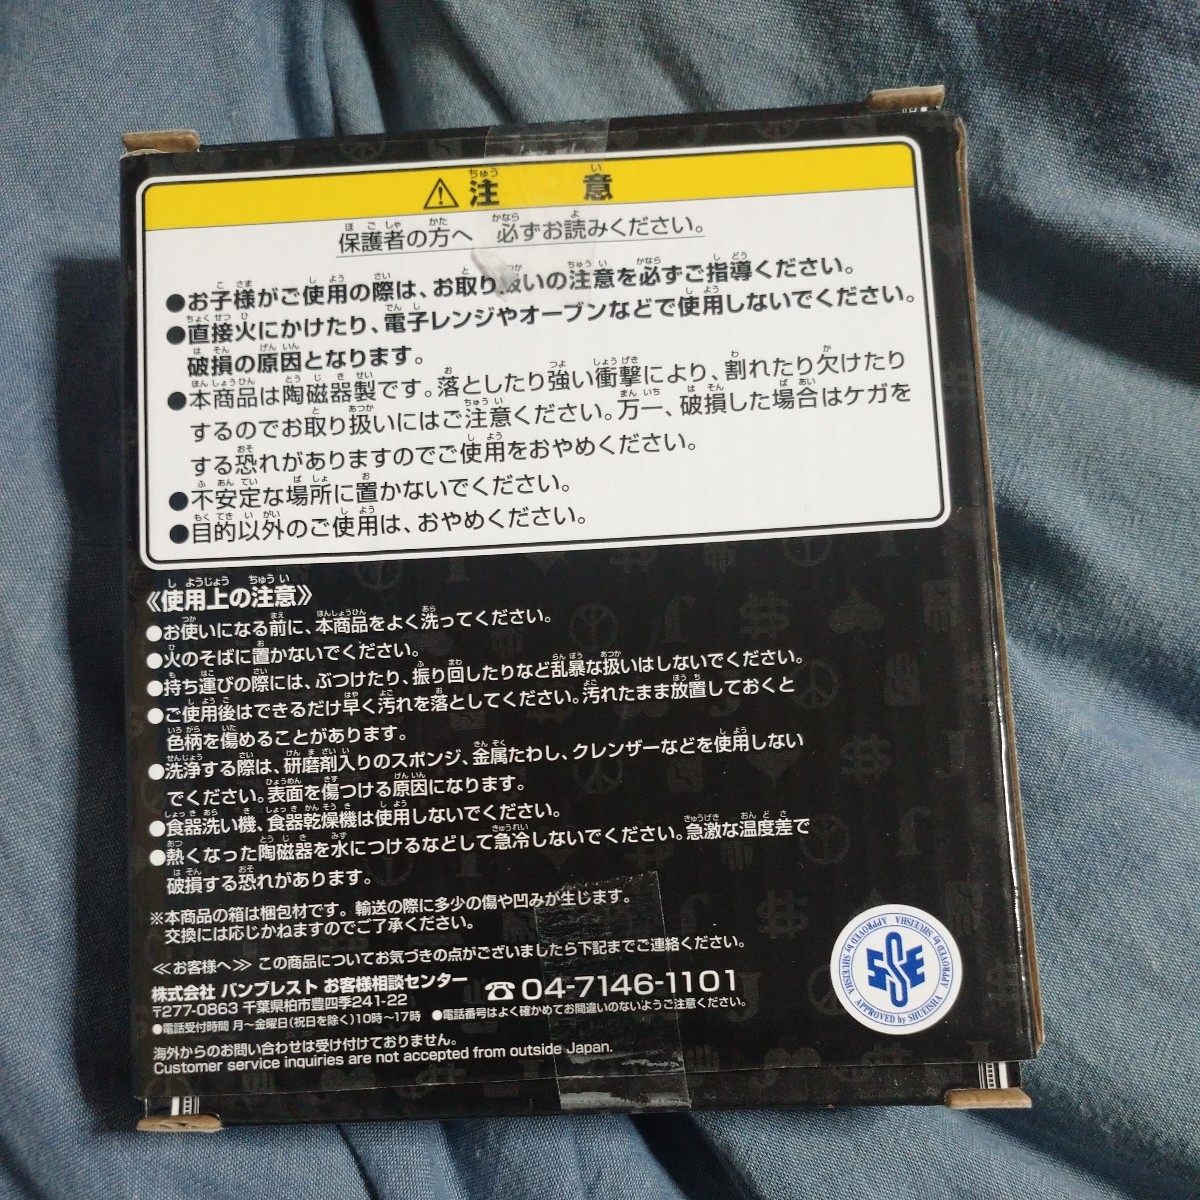 ⚠注意
保護者の方へ 必ずお読みください。
●お子様がご使用の際は、お取り扱いの注意を必ずご指導ください。
●直接火にかけたり、電子レンジやオーブンなどで使用しないでください。
破損の原因となります。
●本商品は陶磁器製です。落としたり強い衝撃により、割れたり欠けたり
するのでお取り扱いにはご注意ください。万一、破損した場合はケガを
する恐れがありますのでご使用をおやめください。
●不安定な場所に置かないでください。
●目的以外のご使用は、おやめください。
《使用上の注意》
●お使いになる前に、本商品をよく洗ってください。
●火のそばに置かないでください。
●持ち運びの際には、ぶつけたり、振り回したりなど乱暴な扱いはしないでください。
●ご使用後はできるだけ早く汚れを落としてください。汚れたまま放置しておくと
色柄を傷めることがあります。
●洗浄する際は、研磨剤入りのスポンジ、金属たわし、クレンザーなどを使用しない
でください。表面を傷つける原因になります。
●食器洗い機、食器乾燥機は使用しないでください。
●熱くなった陶磁器を水につけるなどして急冷しないでください。急激な温度差で
破損する恐れがあります。
※本商品の箱は梱包材です。輸送の際に多少の傷や凹みが生じます。
交換には応じかねますのでご了承ください。
≪お客様へ≫ この商品についてお気づきの点がございましたら下記までご連絡ください。
株式会社 バンプレスト お客様相談センター ☎04-7146-1101
〒277-0863 千葉県柏市豊四季241-22
●電話受付時間 月～金曜日(祝日を除く)10時～17時 ●電話番号はよく確かめてお間違いのないようご注意ください。
海外からのお問い合わせは受け付けておりません。
Customer service inquiries are not accepted from outside Japan.
APPROVED by SHUEISHA APPROVED by SHUEISHA APPROVED by SHUEISHA